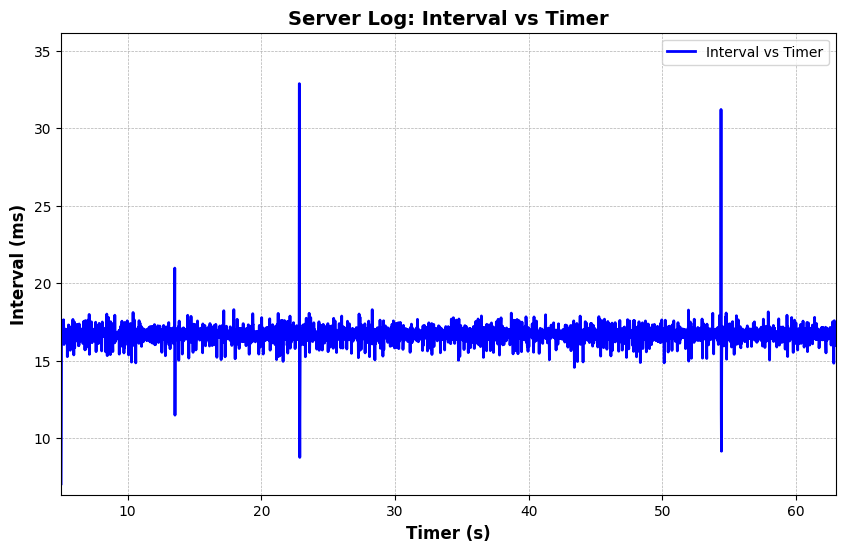 Server Log: Interval vs Timer
Interval vs Timer
35
30
25
20
15
10
Interval (ms)
10 20 30 40 50 60
Timer (s)